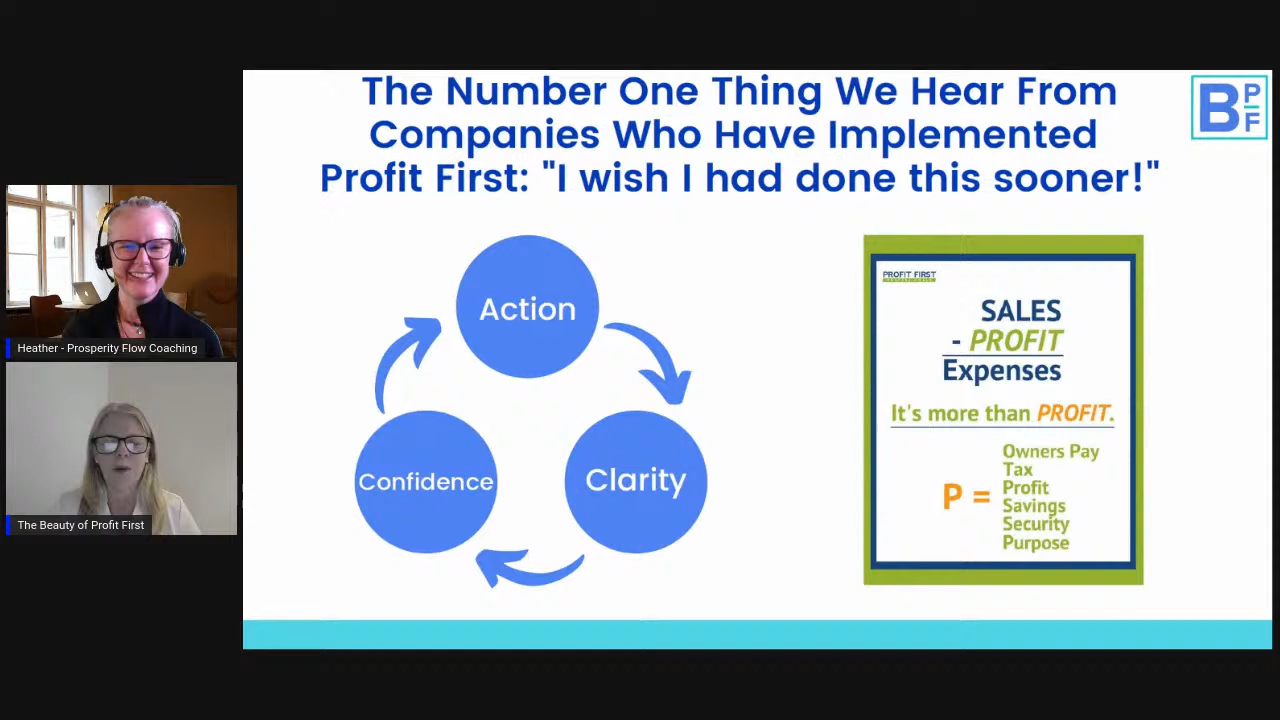 The Number One Thing We Hear From
Companies Who Have Implemented
Profit First: "I wish I had done this sooner!"
B
P
F
Heather - Prosperity Flow Coaching
The Beauty of Profit First
Action
Clarity
Confidence
PROFIT FIRST
SALES
- PROFIT
Expenses
It's more than PROFIT.
P =
Owners Pay
Tax
Profit
Savings
Security
Purpose